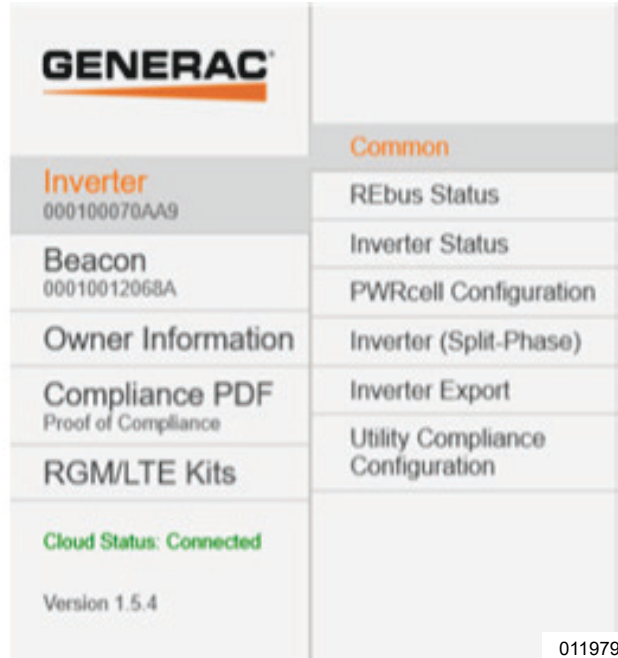 GENERAC
Inverter
000100070AA9
Beacon
00010012068A
Owner Information
Compliance PDF
Proof of Compliance
RGM/LTE Kits
Cloud Status: Connected
Version 1.5.4
Common
REbus Status
Inverter Status
PWRcell Configuration
Inverter (Split-Phase)
Inverter Export
Utility Compliance
Configuration
011979